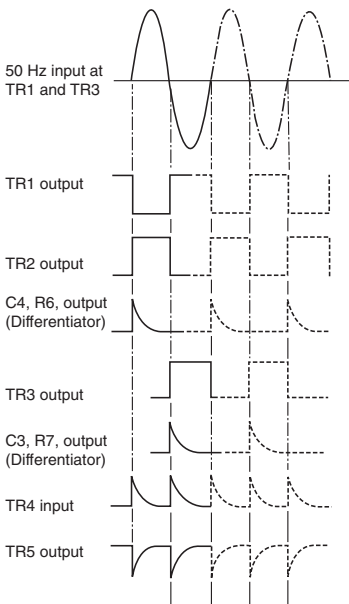 50 Hz input at
TR1 and TR3
TR1 output
TR2 output
C4, R6, output
(Differentiator)
TR3 output
C3, R7, output
(Differentiator)
TR4 input
TR5 output